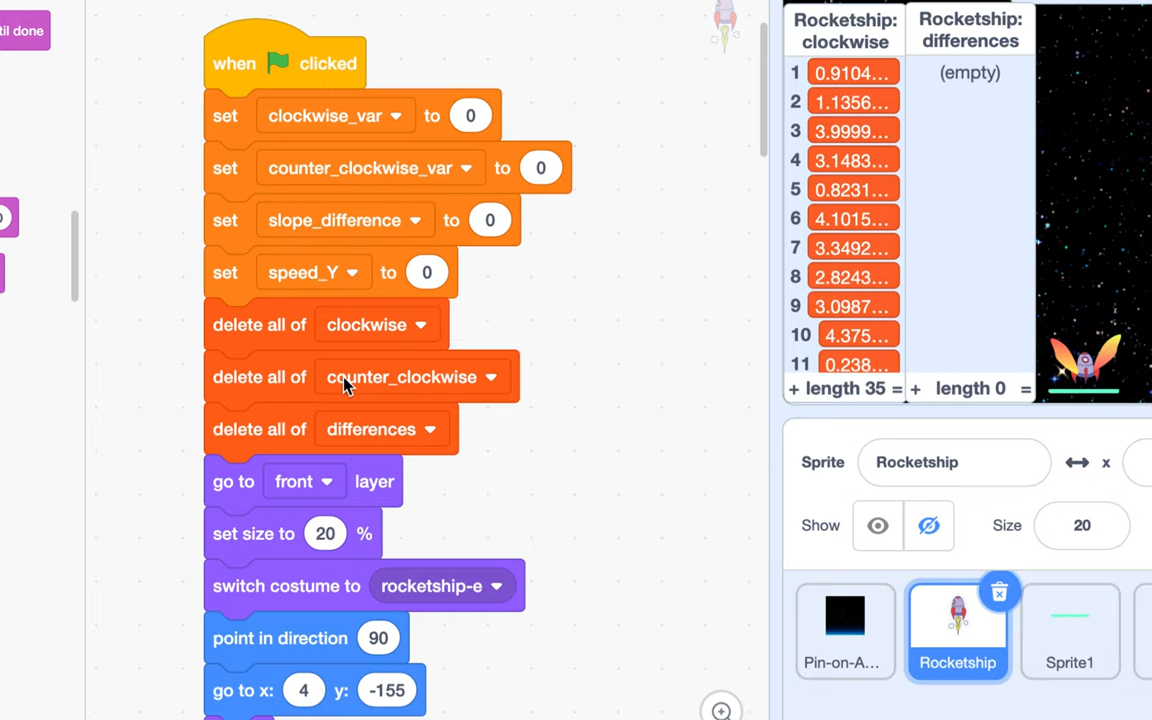 til done
when clicked
set clockwise_var to 0
set counter_clockwise_var to 0
set slope_difference to 0
set speed_Y to 0
delete all of clockwise
delete all of counter_clockwise
delete all of differences
go to front layer
set size to 20 %
switch costume to rocketship-e
point in direction 90
go to x: 4 y: -155
Rocketship: clockwise
1 0.9104...
2 1.1356...
3 3.9999...
4 3.1483...
5 0.8231...
6 4.1015...
7 3.3492...
8 2.8243...
9 3.0987...
10 4.375...
11 0.238...
+ length 35 =
Rocketship: differences
(empty)
+ length 0 =
Sprite Rocketship x
Show Size 20
Pin-on-A... Rocketship Sprite1